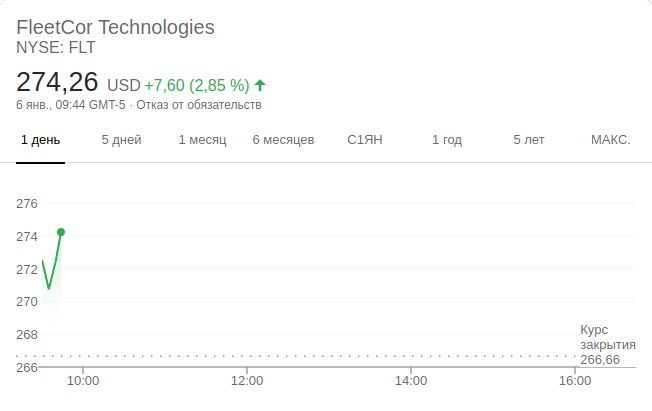 FleetCor Technologies
NYSE: FLT
274,26 USD +7,60 (2,85 %)
6 янв., 09:44 GMT-5 · Отказ от обязательств
1 день 5 дней 1 месяц 6 месяцев С1ЯН 1 год 5 лет МАКС.
276
274
272
270
268
266
Курс
закрытия
266,66
10:00 12:00 14:00 16:00